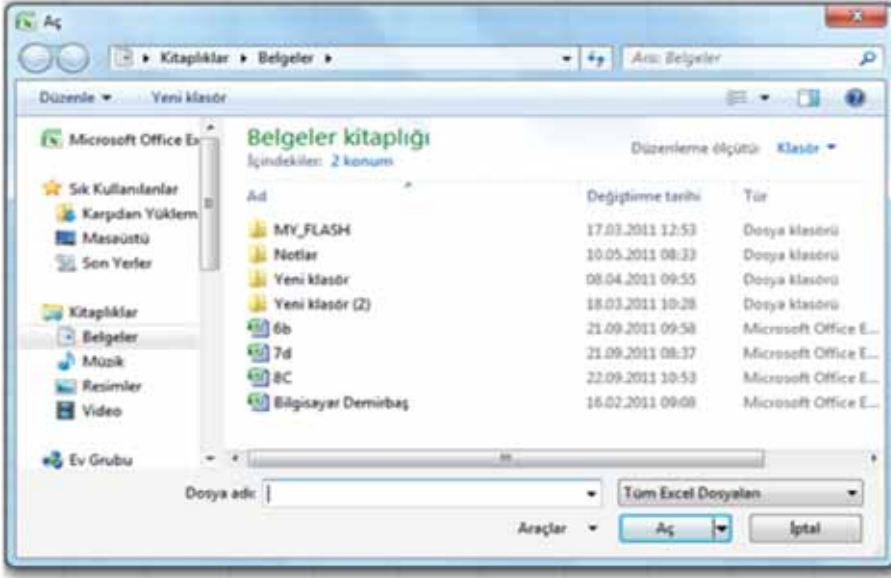 Aç
Kitaplıklar Belgeler Ara: Belgeler
Düzenle Yeni klasör
Microsoft Office Ex
Sık Kullanılanlar
Karşıdan Yüklem
Masaüstü
Son Yerler
Kitaplıklar
Belgeler
Müzik
Resimler
Video
Ev Grubu
Belgeler kitaplığı
İçindekiler: 2 konum
Düzenleme ölçütü: Klasör
Ad Değiştirme tarihi Tür
MY_FLASH 17.03.2011 12:53 Dosya klasörü
Notlar 10.05.2011 08:33 Dosya klasörü
Yeni klasör 08.04.2011 09:55 Dosya klasörü
Yeni klasör (2) 18.03.2011 10:28 Dosya klasörü
6b 21.09.2011 09:58 Microsoft Office E...
7d 21.09.2011 08:37 Microsoft Office E...
8C 22.09.2011 10:53 Microsoft Office E...
Bilgisayar Demirbaş 16.02.2011 09:08 Microsoft Office E...
Dosya adı: Tüm Excel Dosyaları
Araçlar Aç İptal